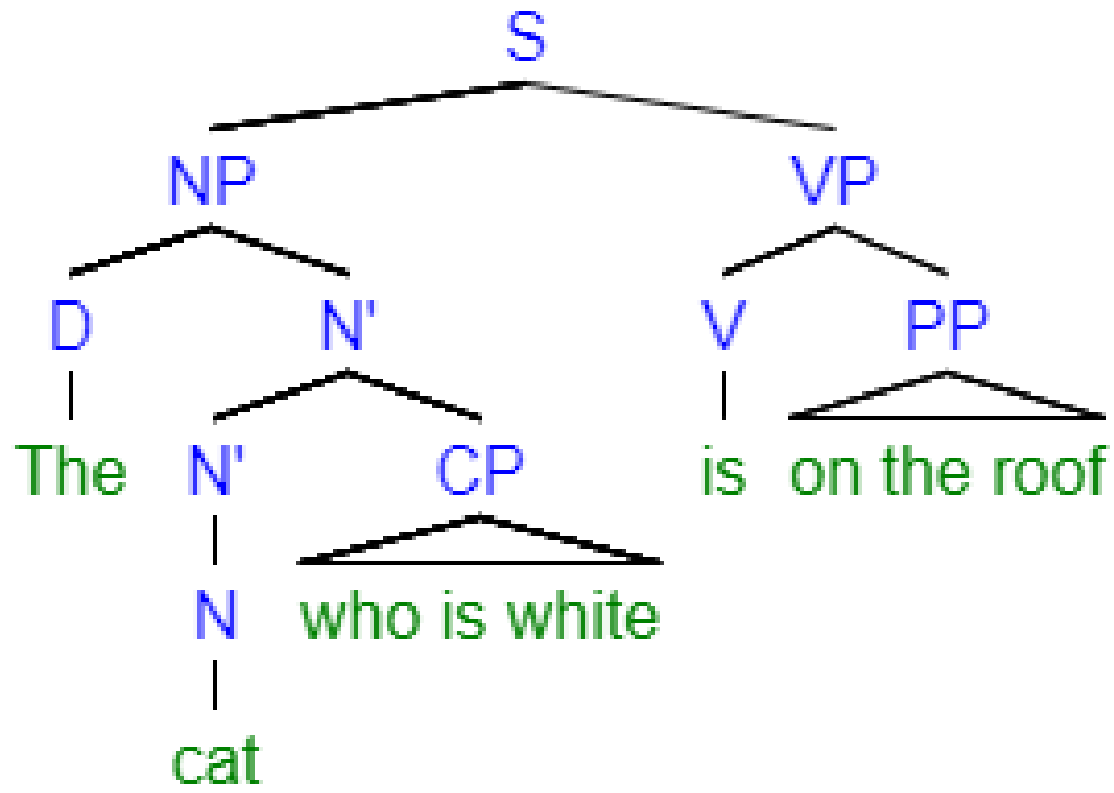 S
NP VP
D N' V PP
The N' CP is on the roof
N who is white
cat